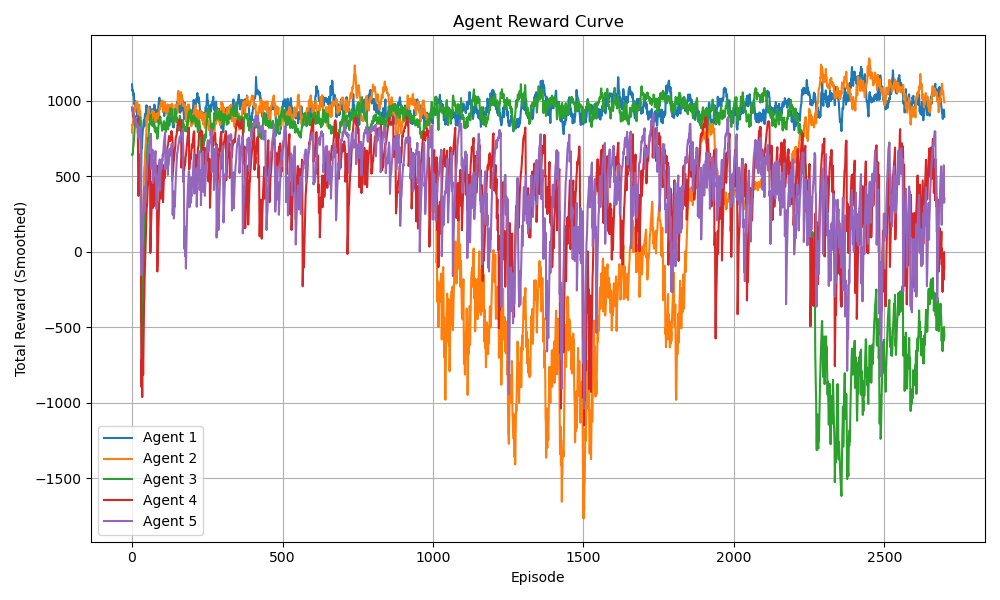 Agent Reward Curve
Total Reward (Smoothed)
1000
500
0
−500
−1000
−1500
Agent 1
Agent 2
Agent 3
Agent 4
Agent 5
0 500 1000 1500 2000 2500
Episode